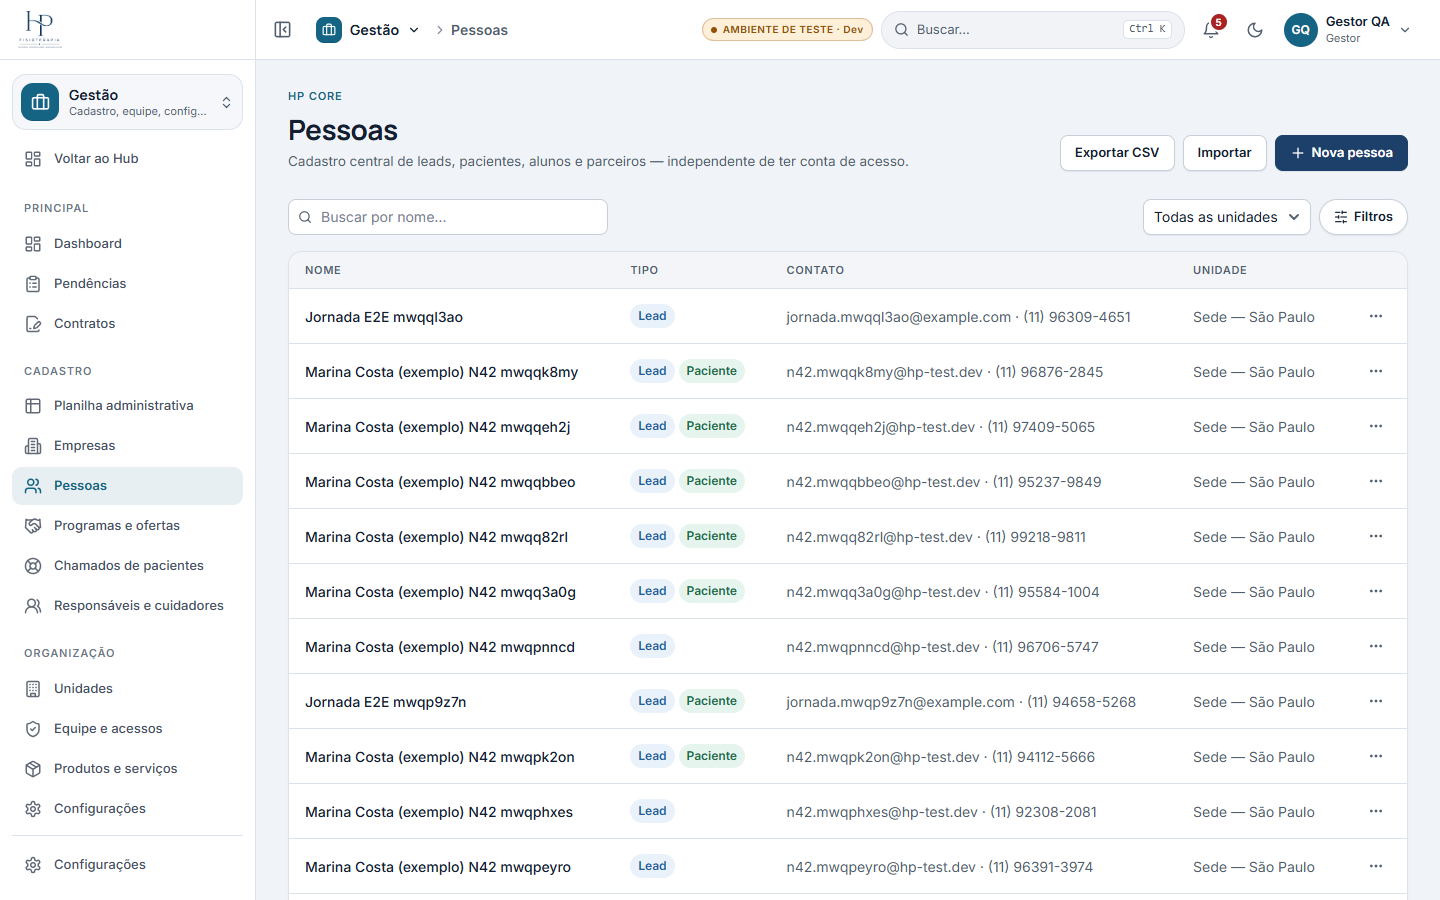 HP
FISIOTERAPIA
Gestão
Pessoas
AMBIENTE DE TESTE · Dev
Buscar...
Ctrl K
5
GQ
Gestor QA
Gestor
Gestão
Cadastro, equipe, config...
Voltar ao Hub
PRINCIPAL
Dashboard
Pendências
Contratos
CADASTRO
Planilha administrativa
Empresas
Pessoas
Programas e ofertas
Chamados de pacientes
Responsáveis e cuidadores
ORGANIZAÇÃO
Unidades
Equipe e acessos
Produtos e serviços
Configurações
Configurações
HP CORE
Pessoas
Cadastro central de leads, pacientes, alunos e parceiros — independente de ter conta de acesso.
Exportar CSV
Importar
Nova pessoa
Buscar por nome...
Todas as unidades
Filtros
NOME TIPO CONTATO UNIDADE
Jornada E2E mwqql3ao Lead jornada.mwqql3ao@example.com · (11) 96309-4651 Sede — São Paulo
Marina Costa (exemplo) N42 mwqqk8my Lead Paciente n42.mwqqk8my@hp-test.dev · (11) 96876-2845 Sede — São Paulo
Marina Costa (exemplo) N42 mwqqeh2j Lead Paciente n42.mwqqeh2j@hp-test.dev · (11) 97409-5065 Sede — São Paulo
Marina Costa (exemplo) N42 mwqqbbeo Lead Paciente n42.mwqqbbeo@hp-test.dev · (11) 95237-9849 Sede — São Paulo
Marina Costa (exemplo) N42 mwqq82rl Lead Paciente n42.mwqq82rl@hp-test.dev · (11) 99218-9811 Sede — São Paulo
Marina Costa (exemplo) N42 mwqq3a0g Lead Paciente n42.mwqq3a0g@hp-test.dev · (11) 95584-1004 Sede — São Paulo
Marina Costa (exemplo) N42 mwqpnncd Lead n42.mwqpnncd@hp-test.dev · (11) 96706-5747 Sede — São Paulo
Jornada E2E mwqp9z7n Lead Paciente jornada.mwqp9z7n@example.com · (11) 94658-5268 Sede — São Paulo
Marina Costa (exemplo) N42 mwqpk2on Lead Paciente n42.mwqpk2on@hp-test.dev · (11) 94112-5666 Sede — São Paulo
Marina Costa (exemplo) N42 mwqphxes Lead n42.mwqphxes@hp-test.dev · (11) 92308-2081 Sede — São Paulo
Marina Costa (exemplo) N42 mwqpeyro Lead n42.mwqpeyro@hp-test.dev · (11) 96391-3974 Sede — São Paulo